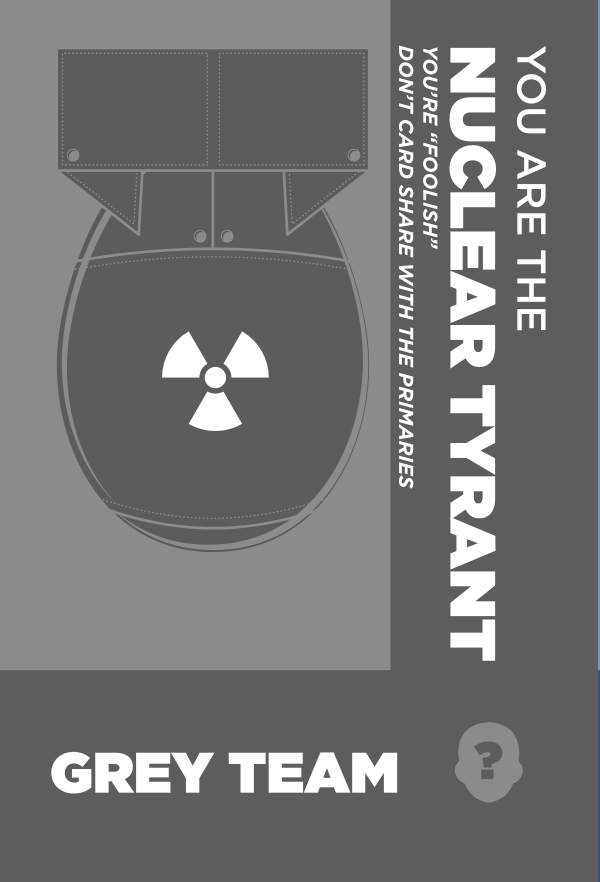 YOU ARE THE
NUCLEAR TYRANT
YOU'RE “FOOLISH”
DON'T CARD SHARE WITH THE PRIMARIES
GREY TEAM
?